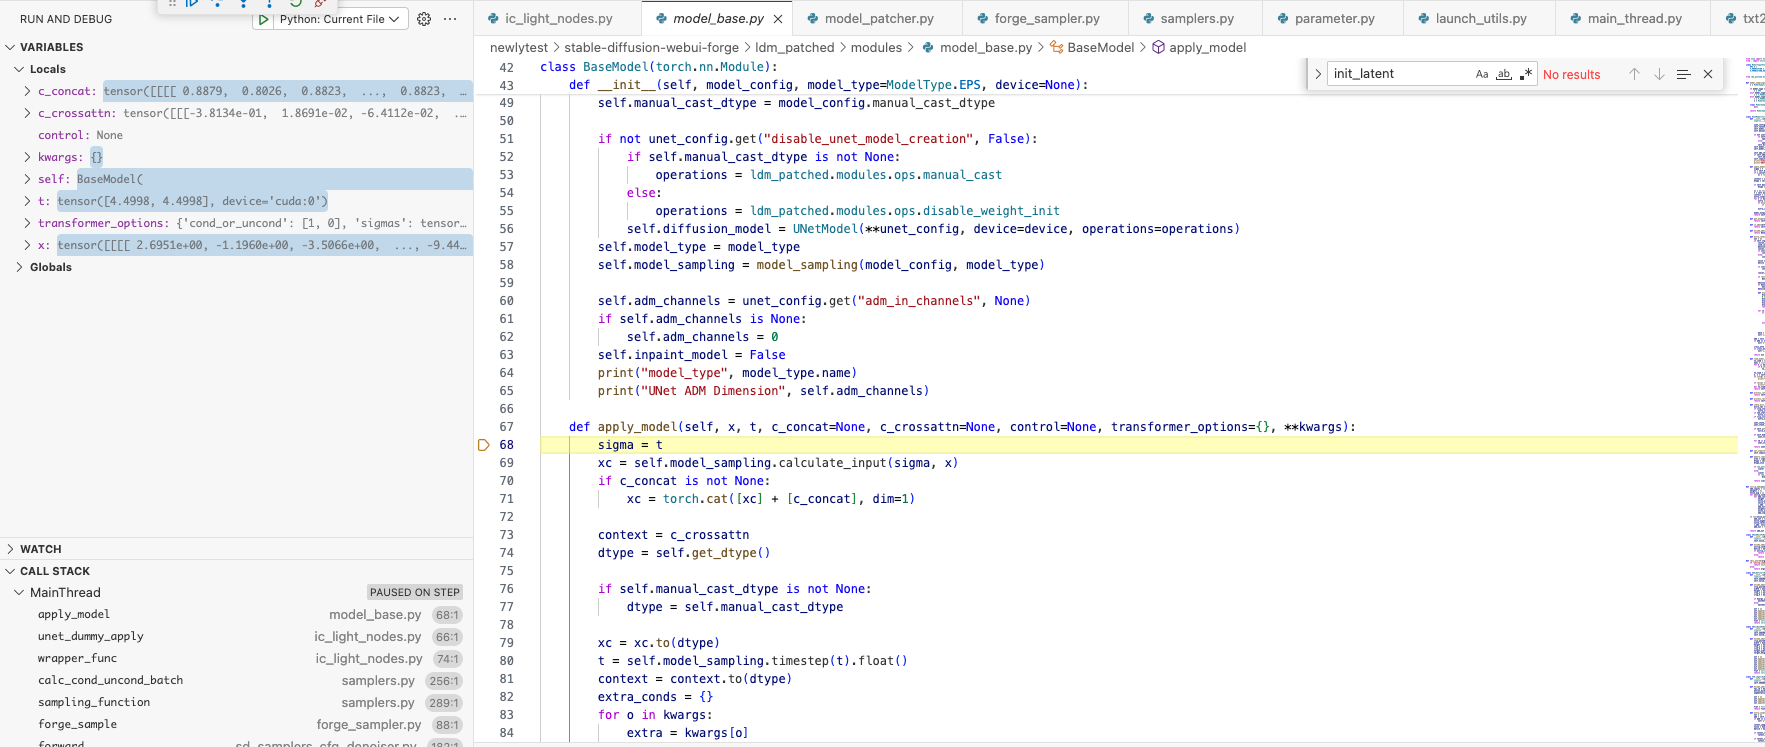 RUN AND DEBUG
Python: Current File
VARIABLES
Locals
c_concat: tensor([[[[ 0.8879, 0.8026, 0.8823, ..., 0.8823, …
c_crossattn: tensor([[[-3.8134e-01, 1.8691e-02, -6.4112e-02, ...
control: None
kwargs: {}
self: BaseModel(
t: tensor([4.4998, 4.4998], device='cuda:0')
transformer_options: {'cond_or_uncond': [1, 0], 'sigmas': tensor...
x: tensor([[[[ 2.6951e+00, -1.1960e+00, -3.5066e+00, ..., -9.44...
Globals
WATCH
CALL STACK
MainThread PAUSED ON STEP
apply_model model_base.py 68:1
unet_dummy_apply ic_light_nodes.py 66:1
wrapper_func ic_light_nodes.py 74:1
calc_cond_uncond_batch samplers.py 256:1
sampling_function samplers.py 289:1
forge_sample forge_sampler.py 88:1
forward sd_samplers_cfg_denoiser.py 182:1
ic_light_nodes.py model_base.py model_patcher.py forge_sampler.py samplers.py parameter.py launch_utils.py main_thread.py txt2
newlytest > stable-diffusion-webui-forge > ldm_patched > modules > model_base.py > BaseModel > apply_model
init_latent Aa ab .* No results
42 class BaseModel(torch.nn.Module):
43 def __init__(self, model_config, model_type=ModelType.EPS, device=None):
49 self.manual_cast_dtype = model_config.manual_cast_dtype
50
51 if not unet_config.get("disable_unet_model_creation", False):
52 if self.manual_cast_dtype is not None:
53 operations = ldm_patched.modules.ops.manual_cast
54 else:
55 operations = ldm_patched.modules.ops.disable_weight_init
56 self.diffusion_model = UNetModel(**unet_config, device=device, operations=operations)
57 self.model_type = model_type
58 self.model_sampling = model_sampling(model_config, model_type)
59
60 self.adm_channels = unet_config.get("adm_in_channels", None)
61 if self.adm_channels is None:
62 self.adm_channels = 0
63 self.inpaint_model = False
64 print("model_type", model_type.name)
65 print("UNet ADM Dimension", self.adm_channels)
66
67 def apply_model(self, x, t, c_concat=None, c_crossattn=None, control=None, transformer_options={}, **kwargs):
68 sigma = t
69 xc = self.model_sampling.calculate_input(sigma, x)
70 if c_concat is not None:
71 xc = torch.cat([xc] + [c_concat], dim=1)
72
73 context = c_crossattn
74 dtype = self.get_dtype()
75
76 if self.manual_cast_dtype is not None:
77 dtype = self.manual_cast_dtype
78
79 xc = xc.to(dtype)
80 t = self.model_sampling.timestep(t).float()
81 context = context.to(dtype)
82 extra_conds = {}
83 for o in kwargs:
84 extra = kwargs[o]